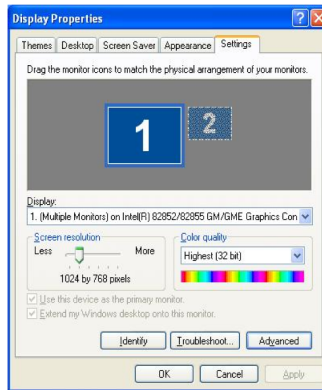 Display Properties
Themes Desktop Screen Saver Appearance Settings
Drag the monitor icons to match the physical arrangement of your monitors.
1 2
Display:
1. (Multiple Monitors) on Intel(R) 82852/82855 GM/GME Graphics Con
Screen resolution
Less More
1024 by 768 pixels
Color quality
Highest (32 bit)
Use this device as the primary monitor.
Extend my Windows desktop onto this monitor.
Identify Troubleshoot... Advanced
OK Cancel Apply